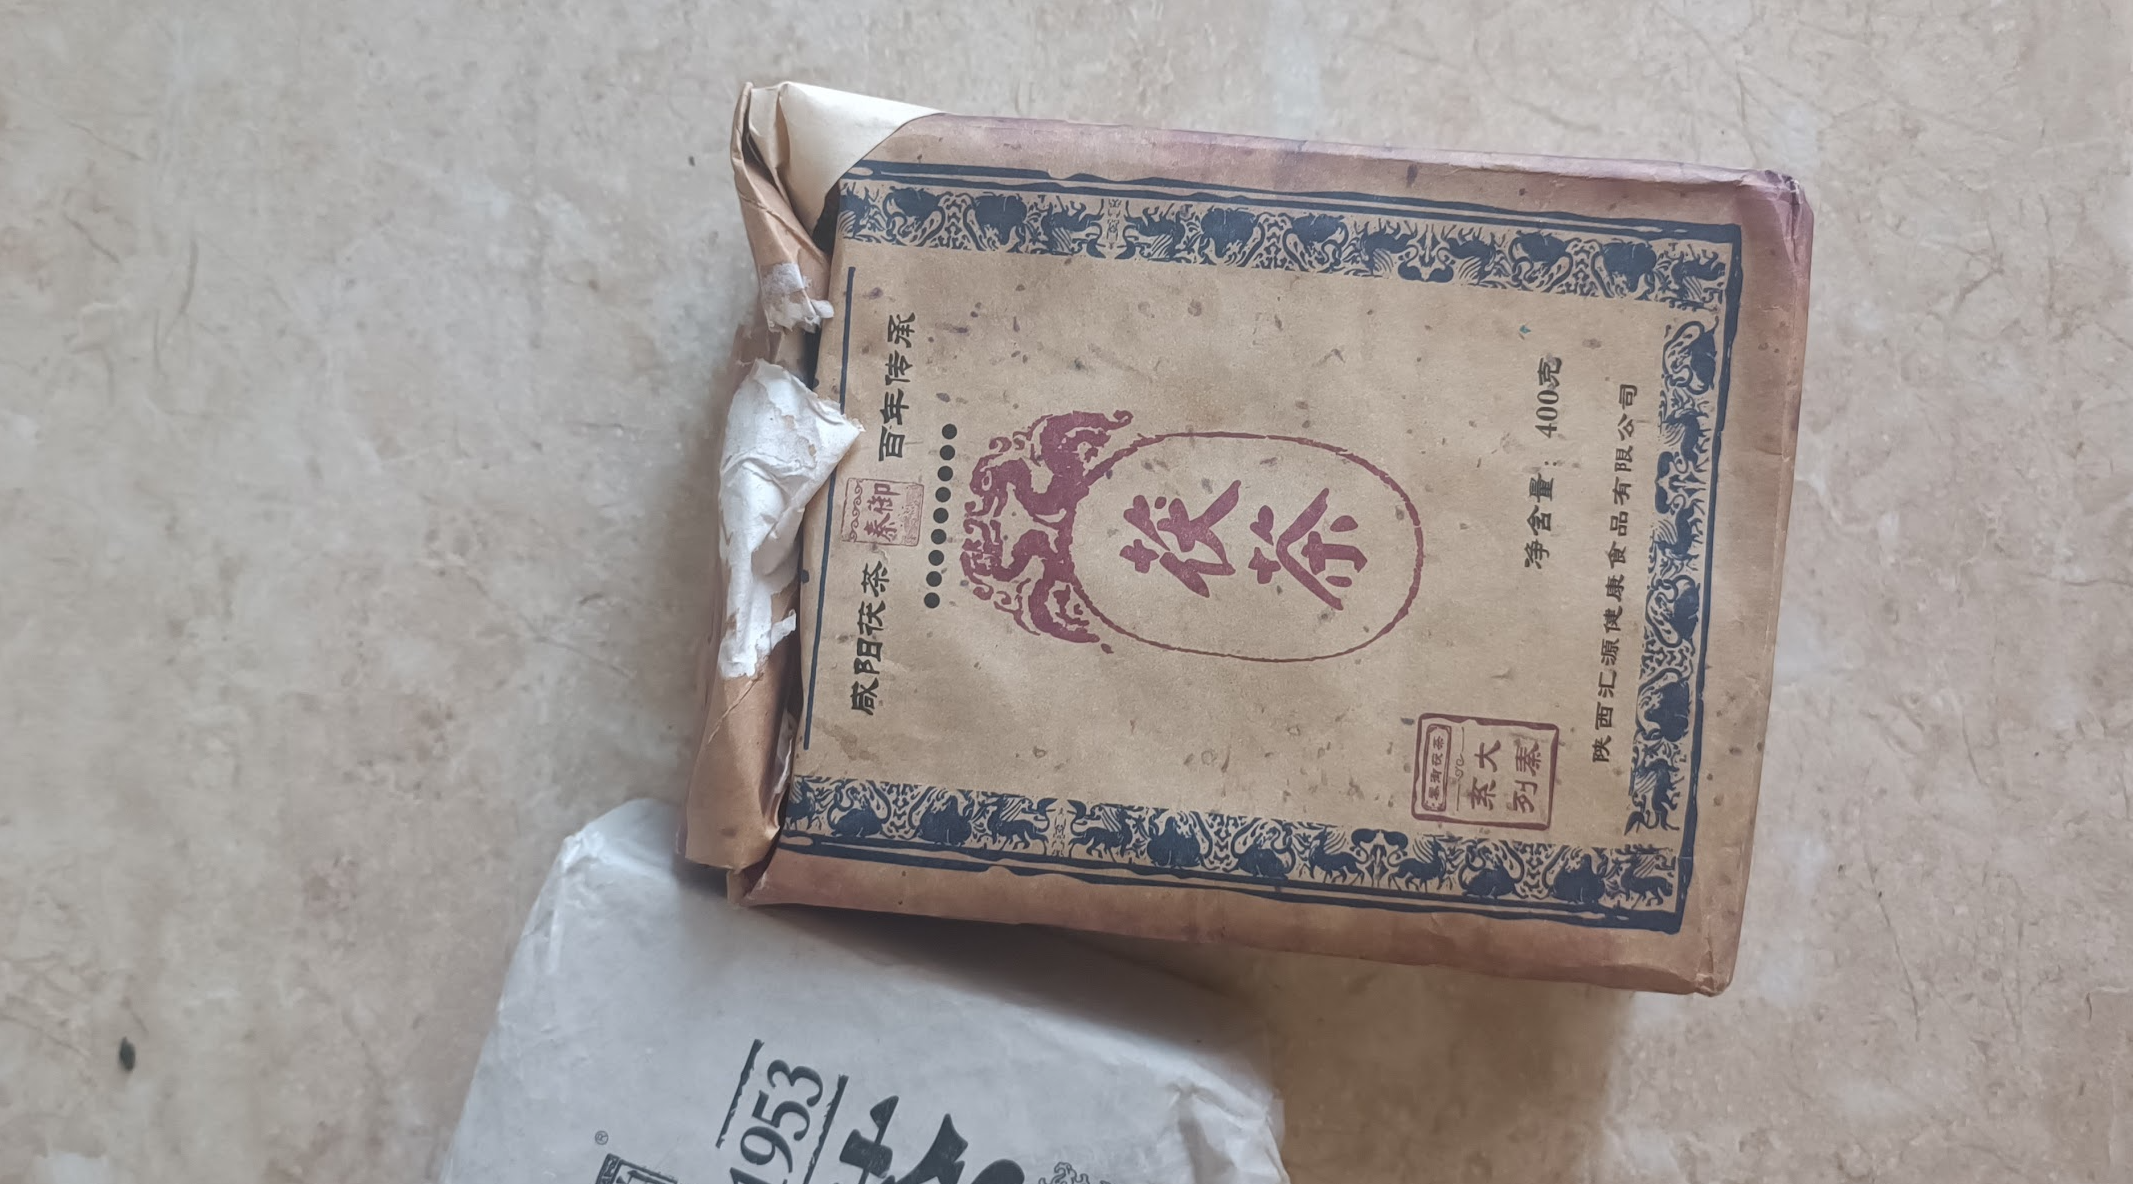 咸阳茯茶
御秦
百年传承
茯茶
秦御茯茶
大秦
系列
净含量：400克
陕西汇源健康食品有限公司
®
1953